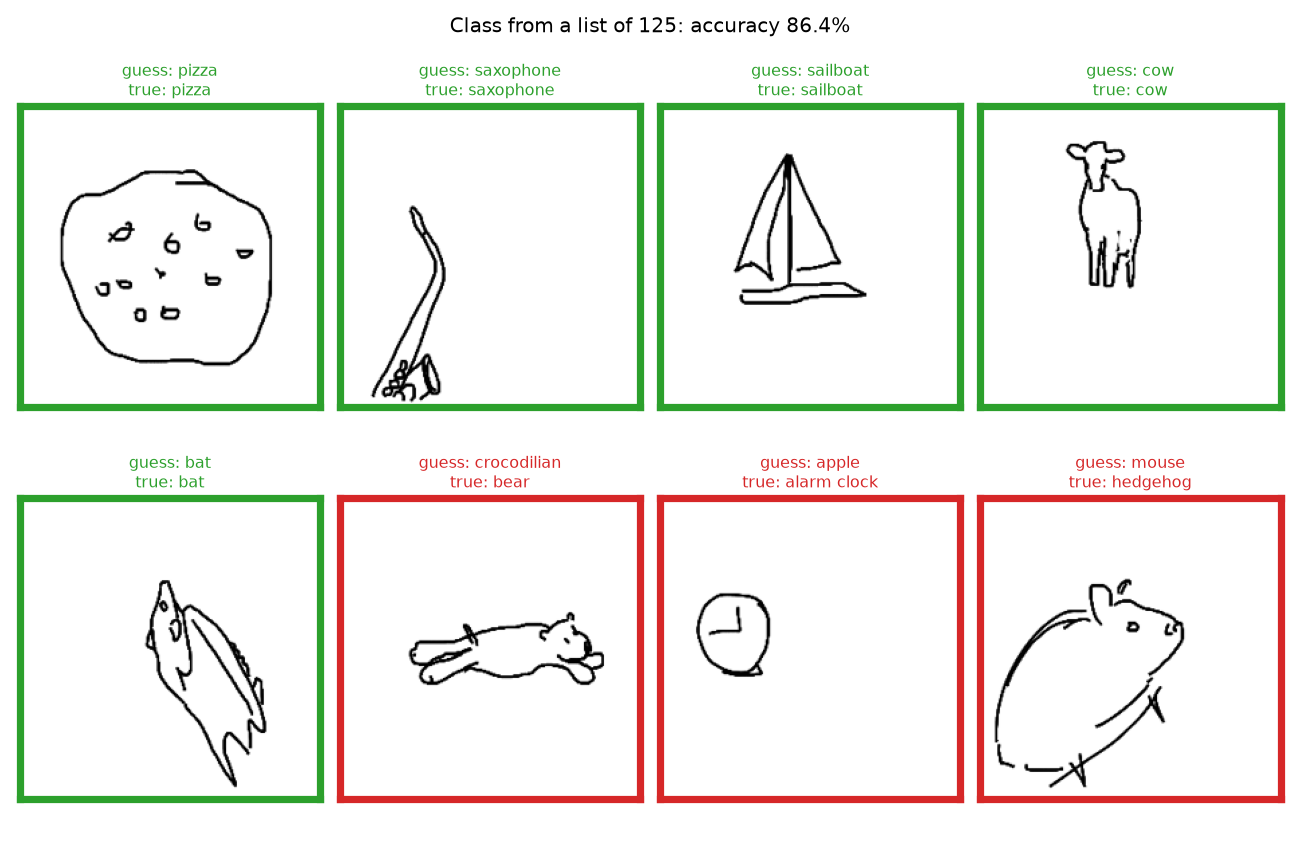 Class from a list of 125: accuracy 86.4%
guess: pizza
true: pizza
guess: saxophone
true: saxophone
guess: sailboat
true: sailboat
guess: cow
true: cow
guess: bat
true: bat
guess: crocodilian
true: bear
guess: apple
true: alarm clock
guess: mouse
true: hedgehog